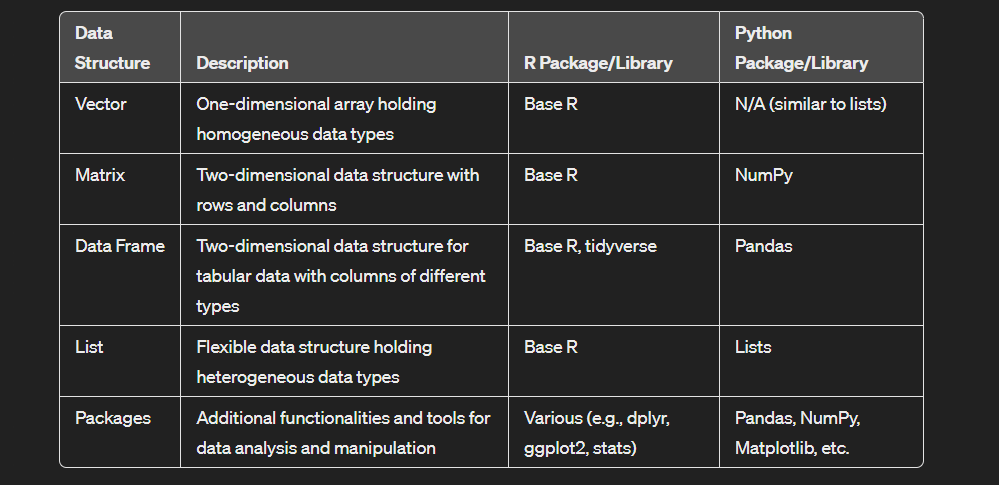 Data Structure | Description | R Package/Library | Python Package/Library
Vector | One-dimensional array holding homogeneous data types | Base R | N/A (similar to lists)
Matrix | Two-dimensional data structure with rows and columns | Base R | NumPy
Data Frame | Two-dimensional data structure for tabular data with columns of different types | Base R, tidyverse | Pandas
List | Flexible data structure holding heterogeneous data types | Base R | Lists
Packages | Additional functionalities and tools for data analysis and manipulation | Various (e.g., dplyr, ggplot2, stats) | Pandas, NumPy, Matplotlib, etc.